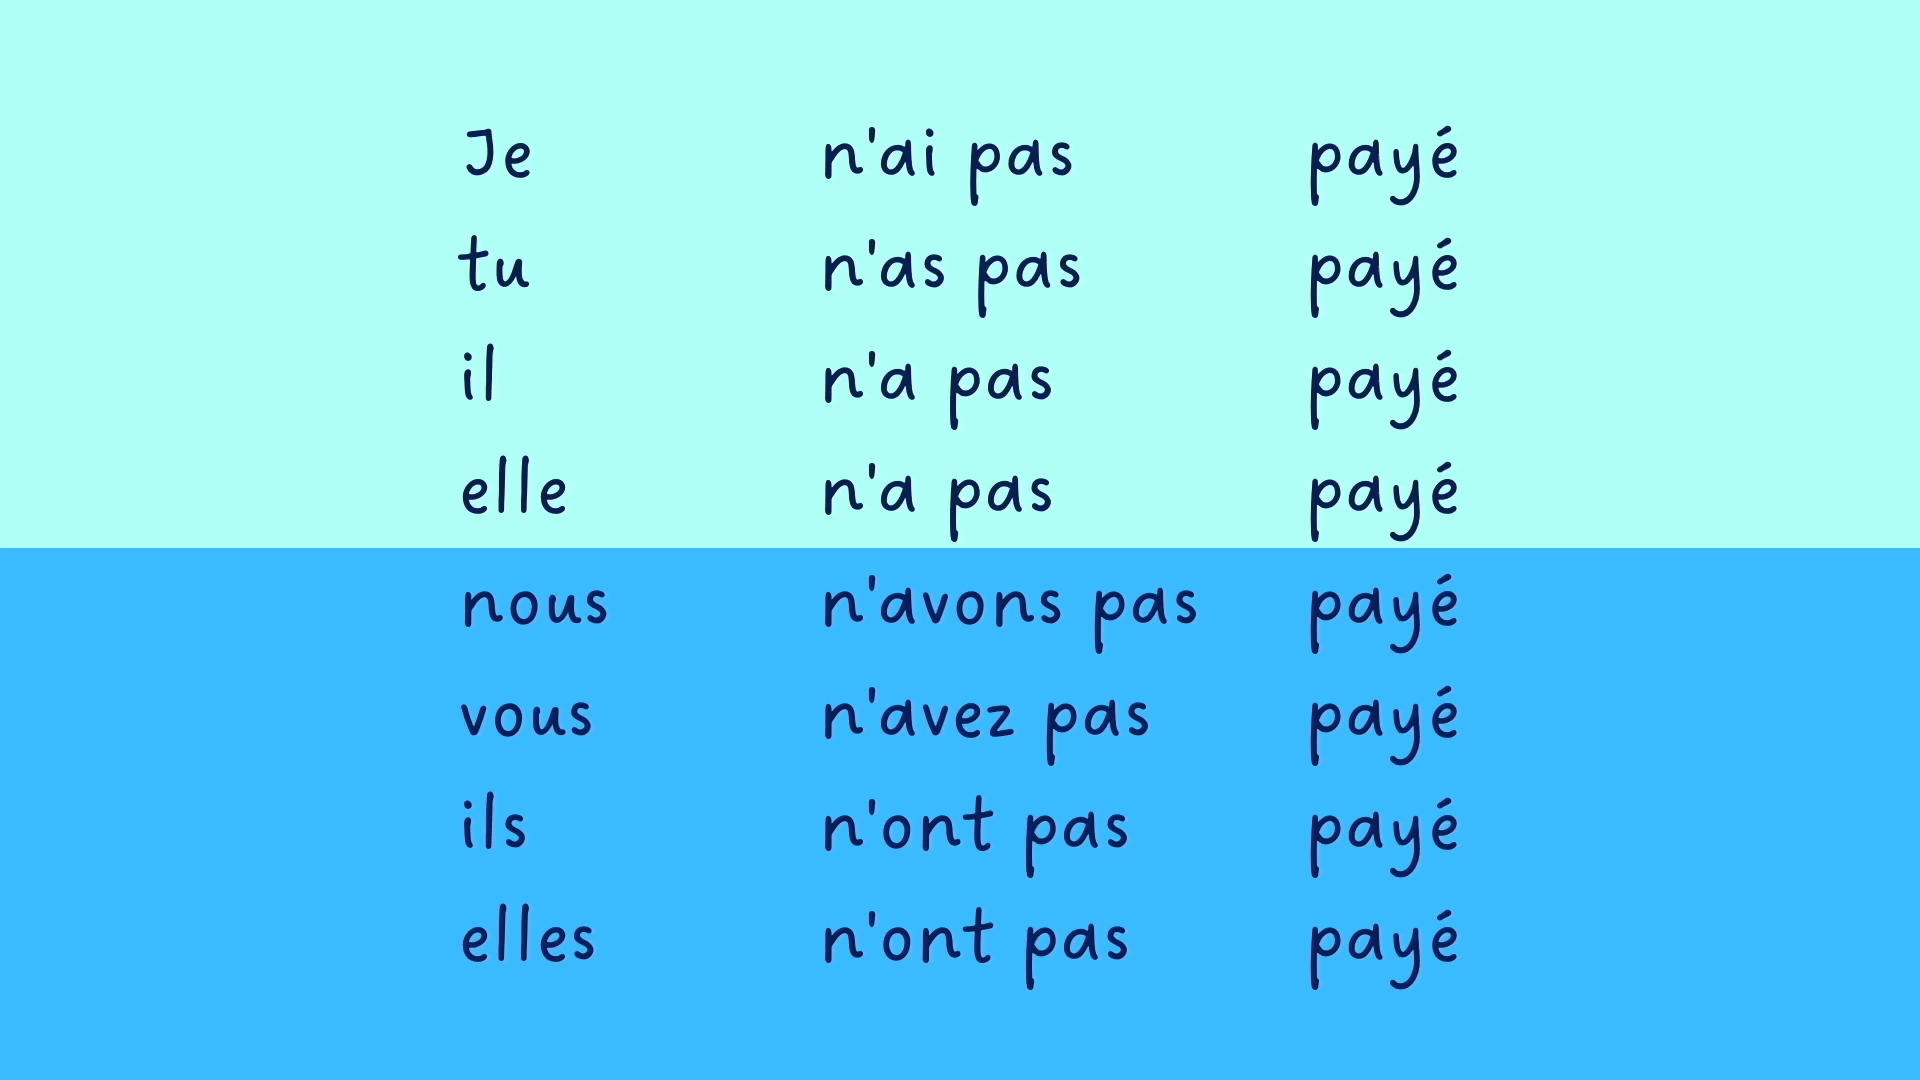 Je n'ai pas payé
tu n'as pas payé
il n'a pas payé
elle n'a pas payé
nous n'avons pas payé
vous n'avez pas payé
ils n'ont pas payé
elles n'ont pas payé